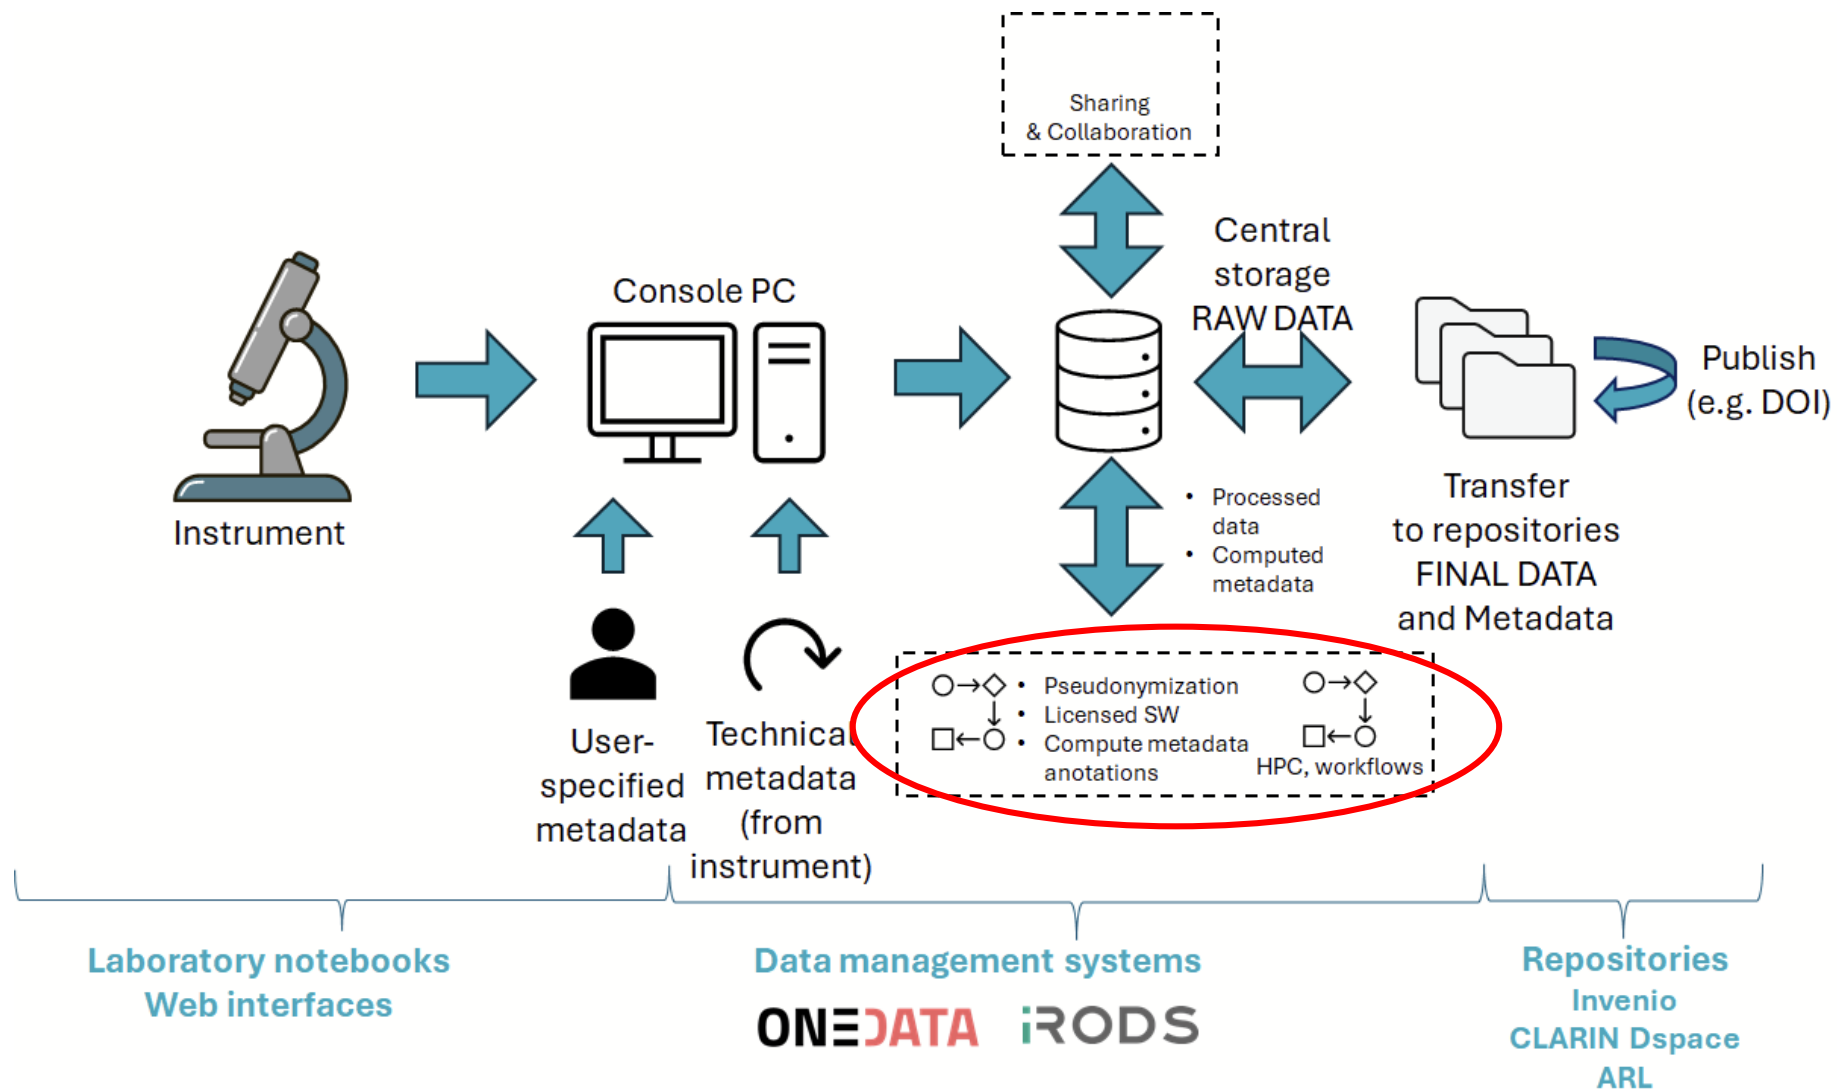 Sharing
& Collaboration
Central
storage
RAW DATA
Console PC
Publish
(e.g. DOI)
Instrument
• Processed
data
• Computed
metadata
Transfer
to repositories
FINAL DATA
and Metadata
User-
specified
metadata
Technical
metadata
(from
instrument)
• Pseudonymization
• Licensed SW
• Compute metadata
anotations
HPC, workflows
Laboratory notebooks
Web interfaces
Data management systems
ONEDATA
iRODS
Repositories
Invenio
CLARIN Dspace
ARL